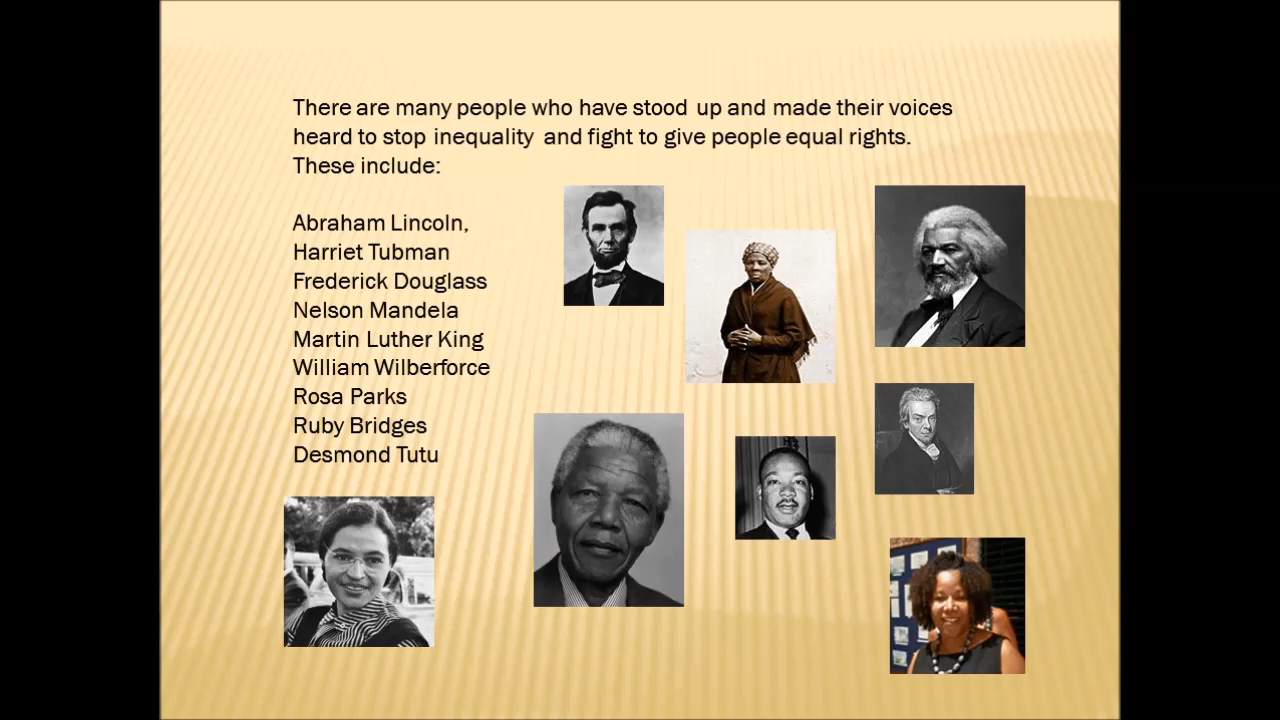 There are many people who have stood up and made their voices
heard to stop inequality and fight to give people equal rights.
These include:
Abraham Lincoln,
Harriet Tubman
Frederick Douglass
Nelson Mandela
Martin Luther King
William Wilberforce
Rosa Parks
Ruby Bridges
Desmond Tutu